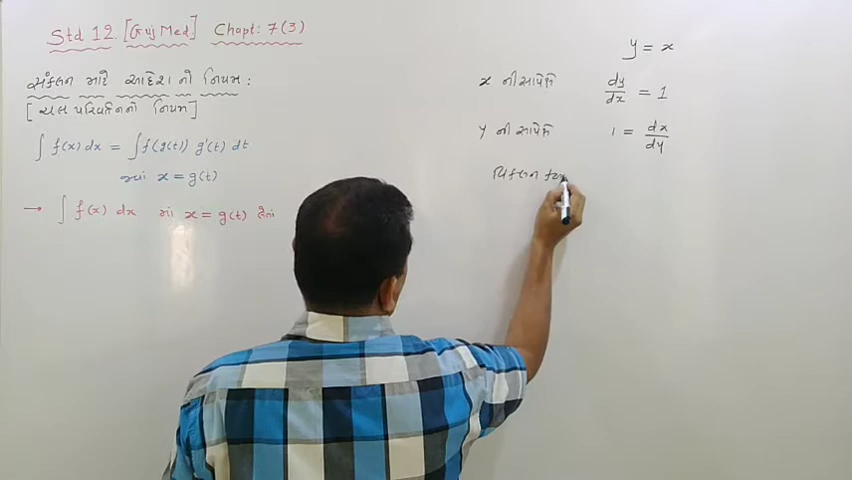 Std 12. [Guj Med.] Chapt: 7(3)
સંકલન માટે આદેશ નો નિયમ :
[ ચલ પરિવર્તનનો નિયમ ]
∫ f(x) dx = ∫ f(g(t)) g'(t) dt
જ્યાં x = g(t)
→ ∫ f(x) dx માં x = g(t) લેતાં
y = x
x ની સાપેક્ષે dy/dx = 1
y ની સાપેક્ષે 1 = dx/dy
વિકલન